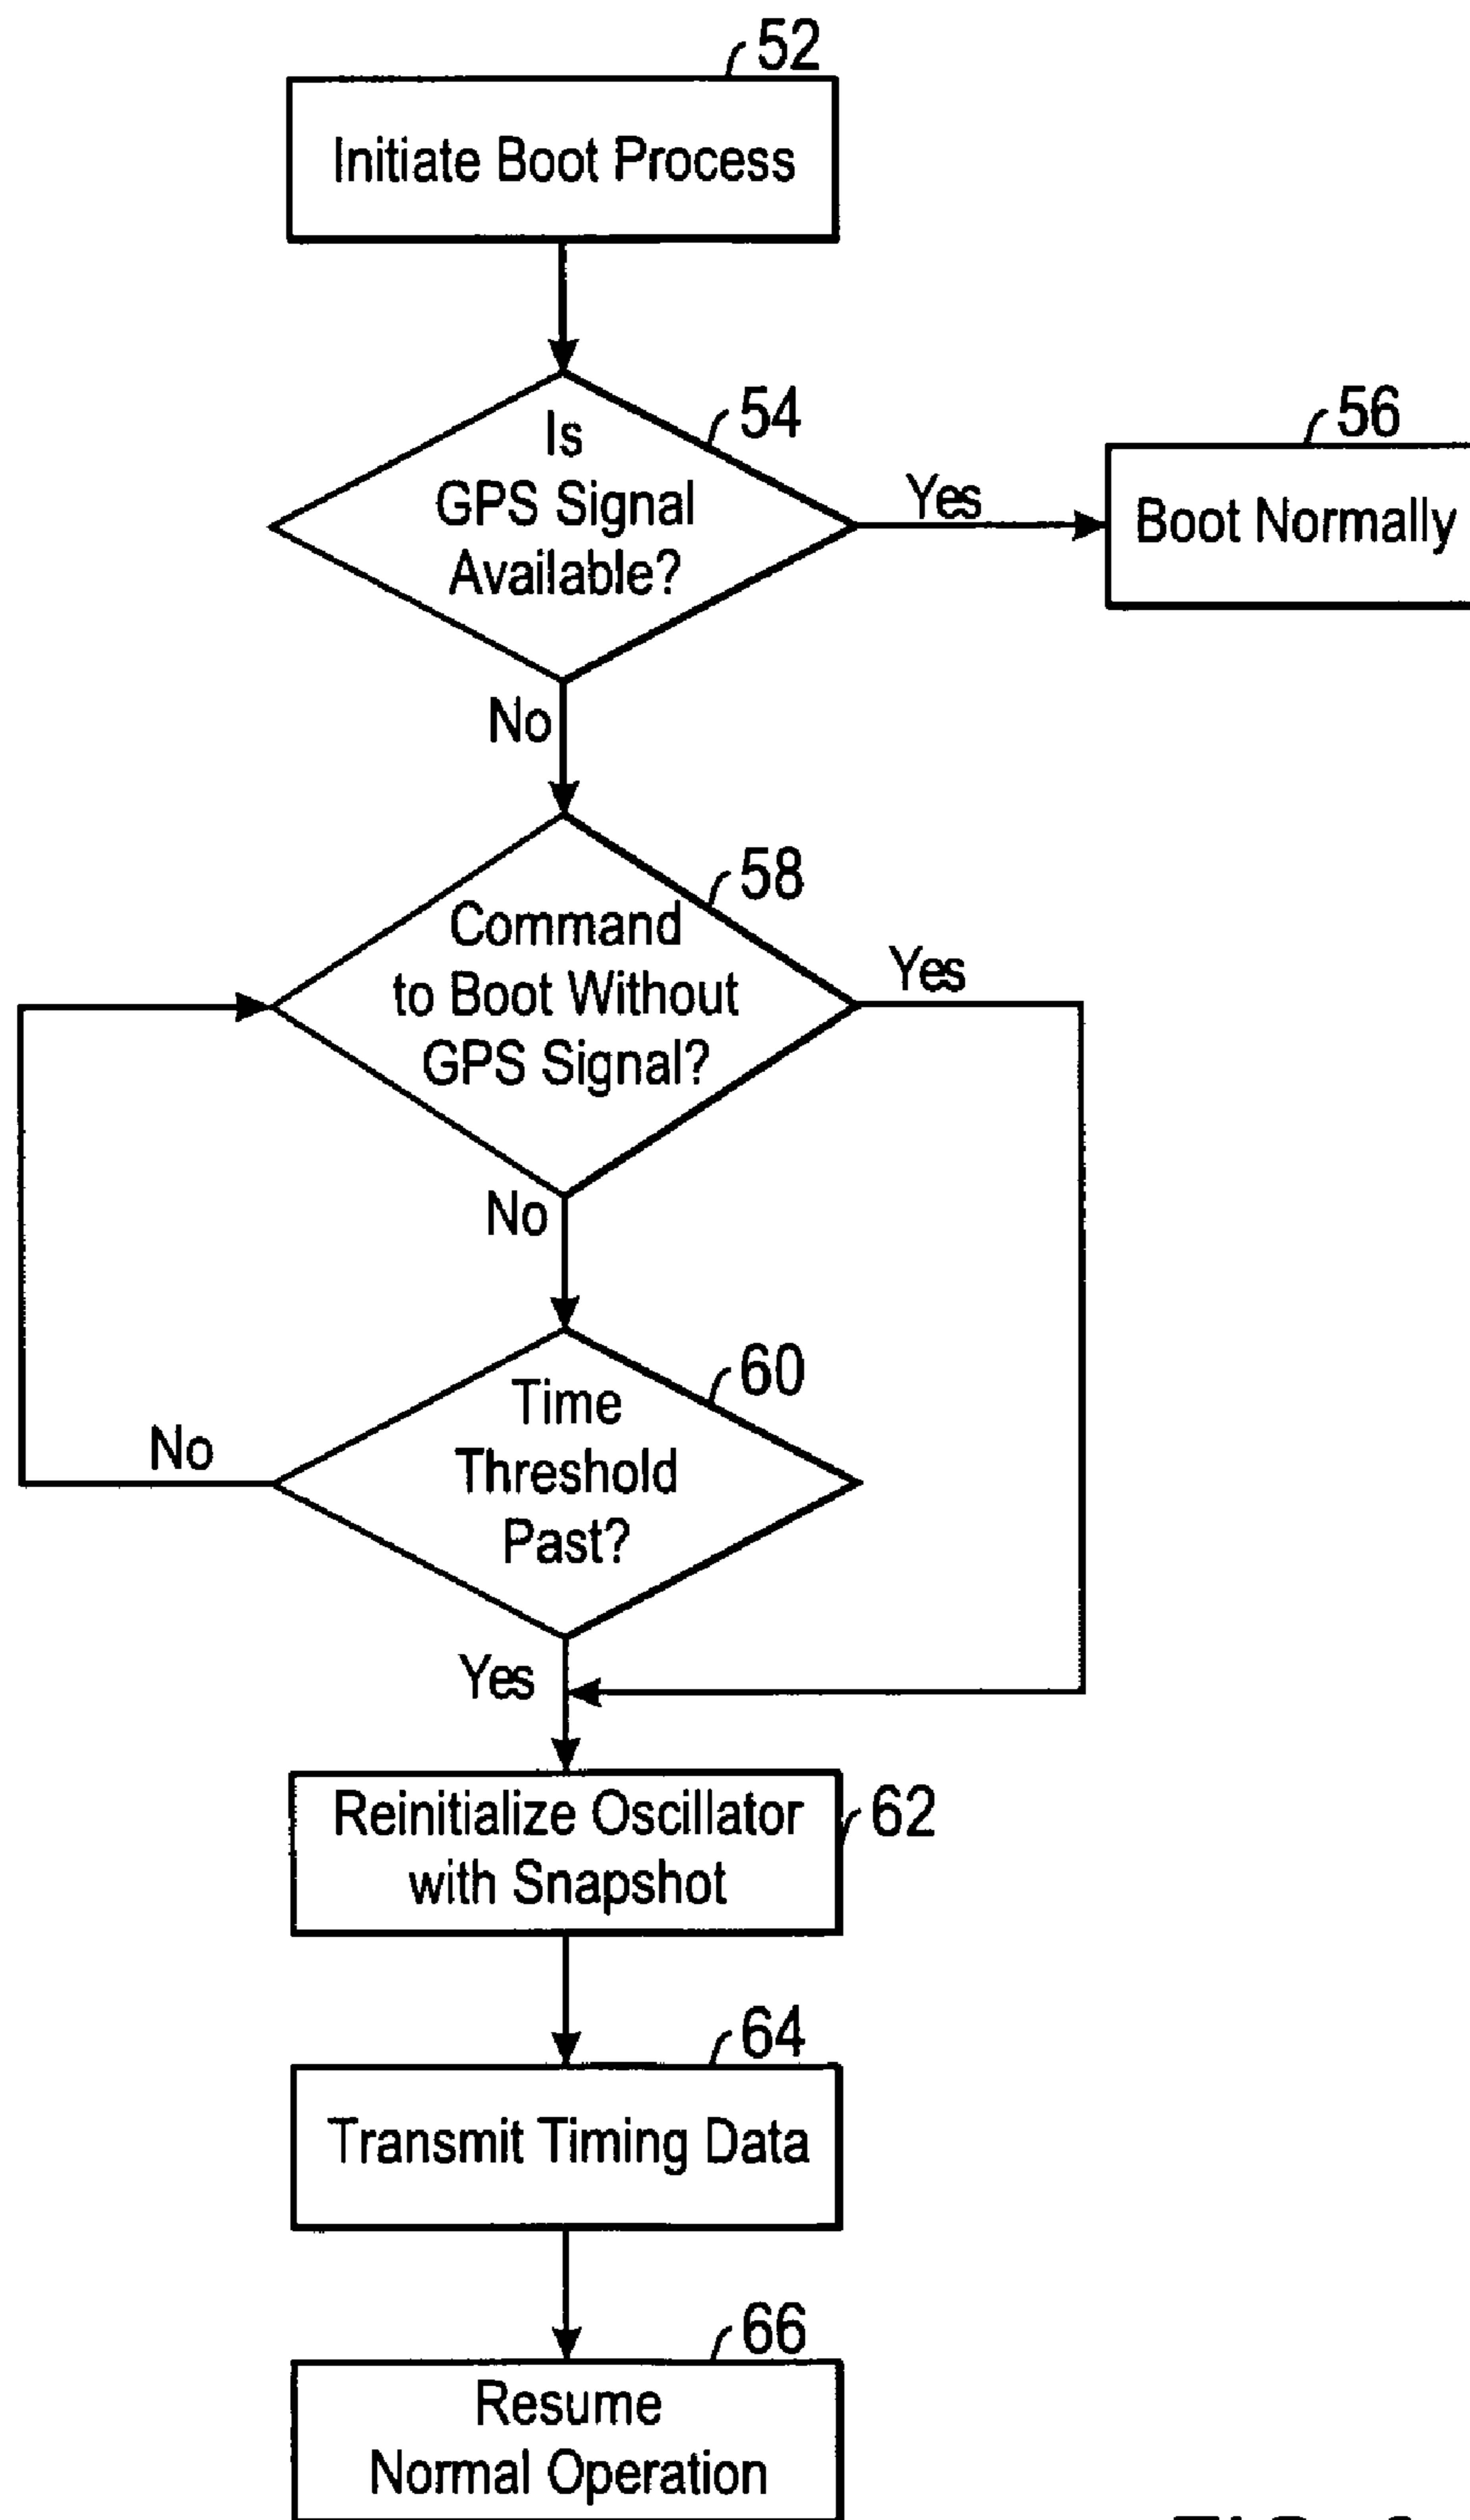 52
Initiate Boot Process
54
Is
GPS Signal
Available?
Yes
56
Boot Normally
No
58
Command
to Boot Without
GPS Signal?
Yes
No
60
Time
Threshold
Past?
No
Yes
Reinitialize Oscillator
with Snapshot
62
64
Transmit Timing Data
66
Resume
Normal Operation